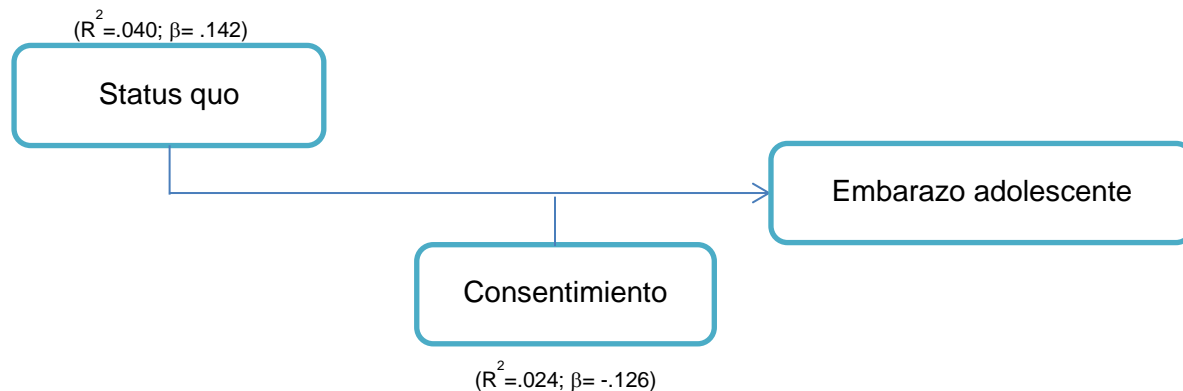 (R²=.040; β= .142)
Status quo
Embarazo adolescente
Consentimiento
(R²=.024; β= -.126)